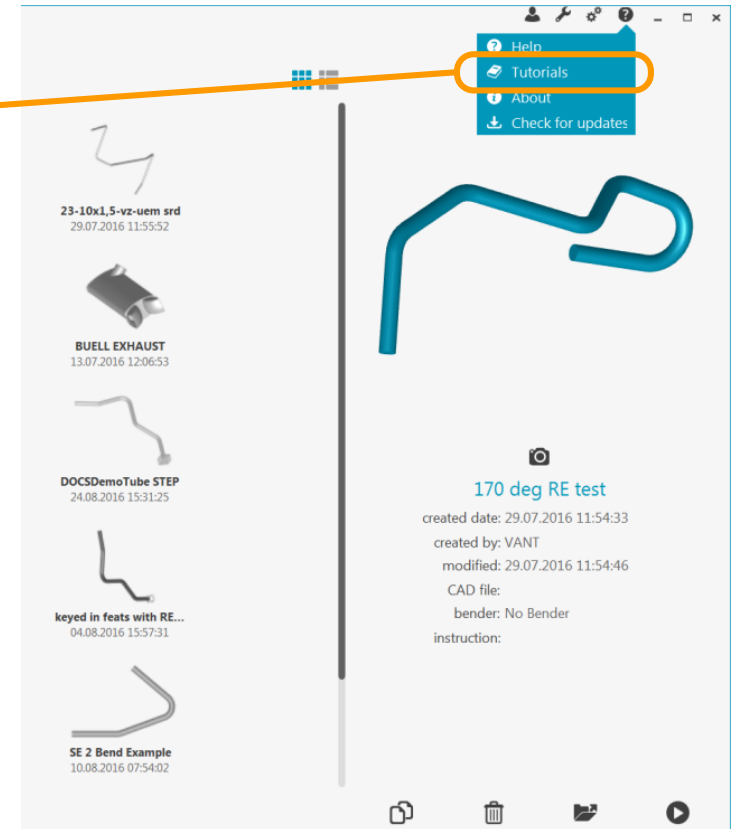 Help
Tutorials
About
Check for updates
23-10x1,5-vz-uem srd
29.07.2016 11:55:52
BUELL EXHAUST
13.07.2016 12:06:53
DOCSDemoTube STEP
24.08.2016 15:31:25
keyed in feats with RE...
04.08.2016 15:57:31
SE 2 Bend Example
10.08.2016 07:54:02
170 deg RE test
created date: 29.07.2016 11:54:33
created by: VANT
modified: 29.07.2016 11:54:46
CAD file:
bender: No Bender
instruction: